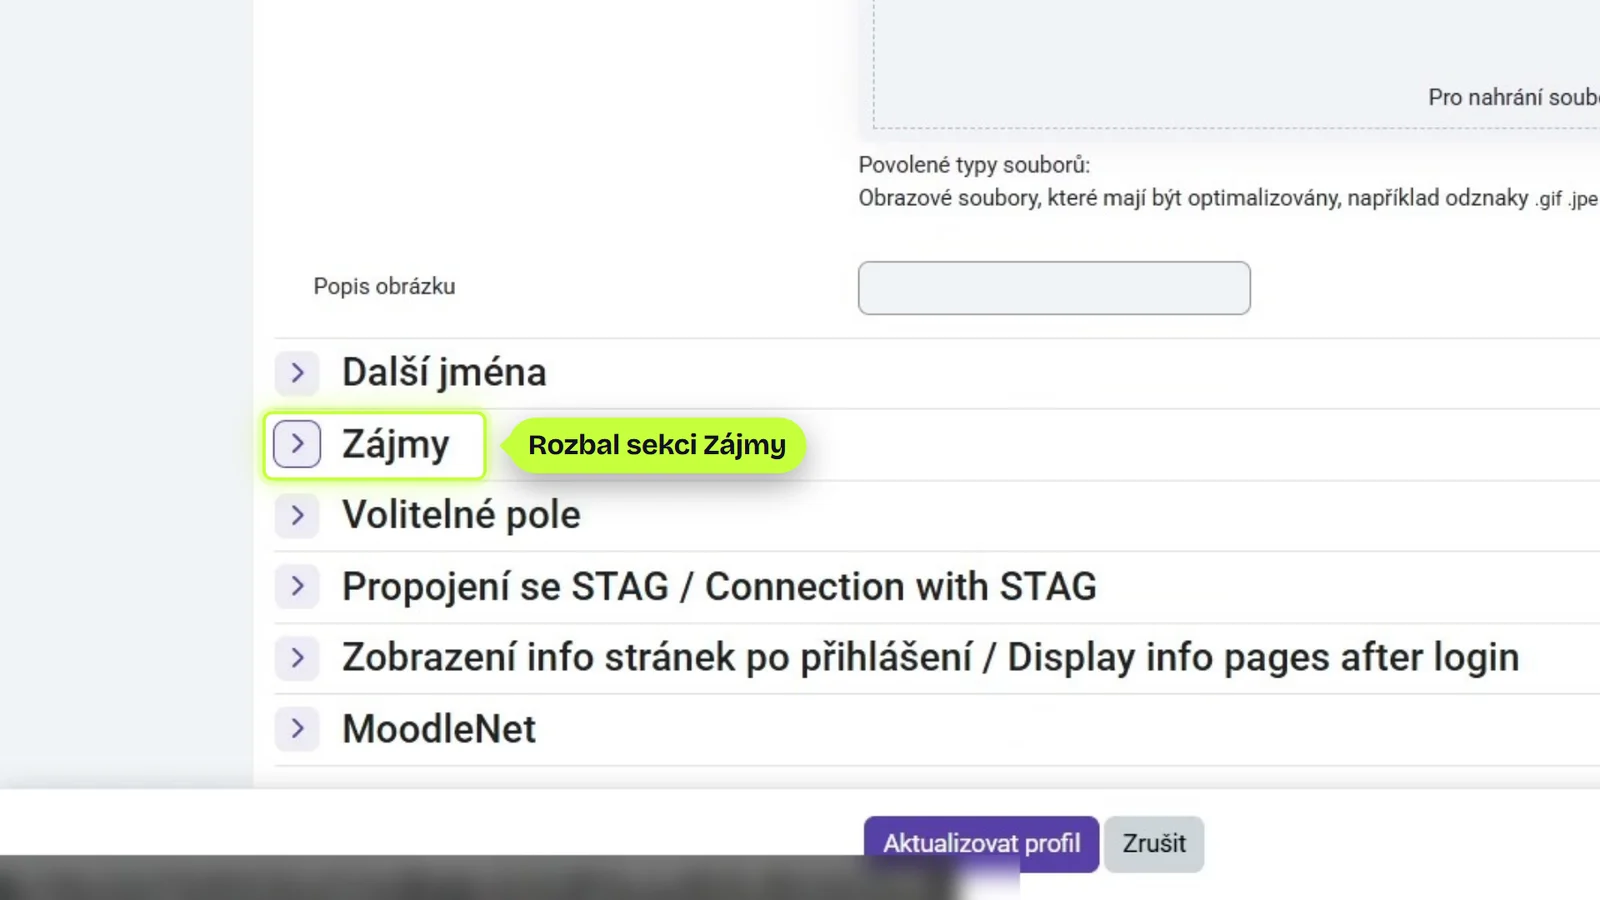 Pro nahrání
Povolené typy souborů:
Obrazové soubory, které mají být optimalizovány, například odznaky .gif
Popis obrázku
Další jména
Zájmy
Rozbal sekci Zájmy
Volitelné pole
Propojení se STAG / Connection with STAG
Zobrazení info stránek po přihlášení / Display info pages after login
MoodleNet
Aktualizovat profil
Zrušit